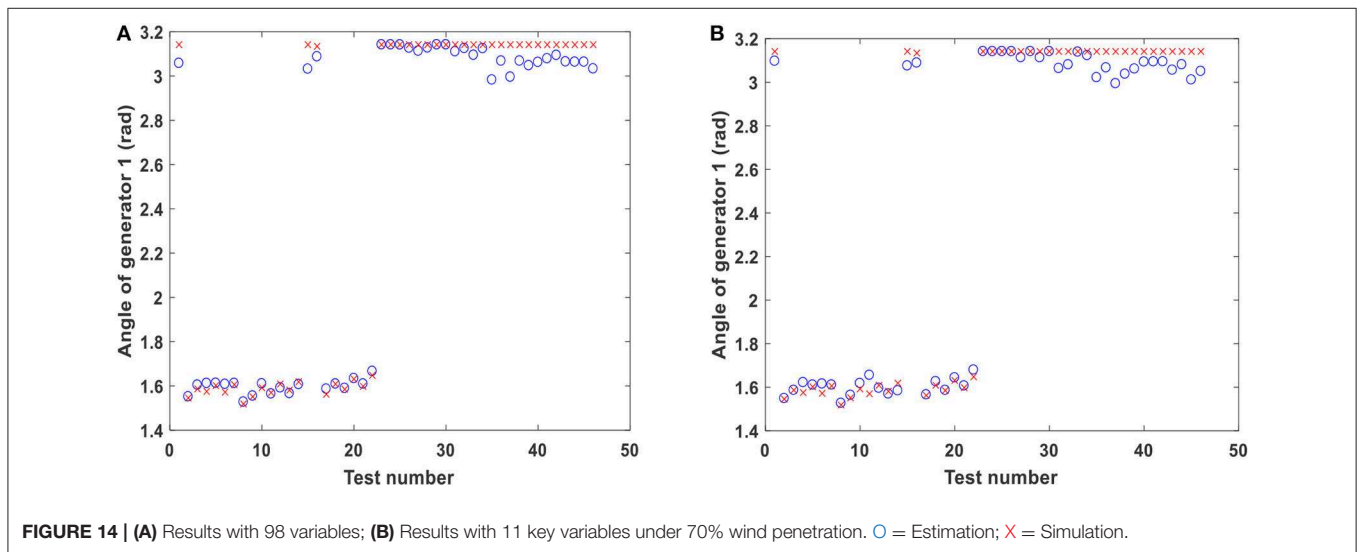 A
Angle of generator 1 (rad)
3.2
3
2.8
2.6
2.4
2.2
2
1.8
1.6
1.4
0 10 20 30 40 50
Test number
B
Angle of generator 1 (rad)
3.2
3
2.8
2.6
2.4
2.2
2
1.8
1.6
1.4
0 10 20 30 40 50
Test number
FIGURE 14 | (A) Results with 98 variables; (B) Results with 11 key variables under 70% wind penetration. O = Estimation; X = Simulation.